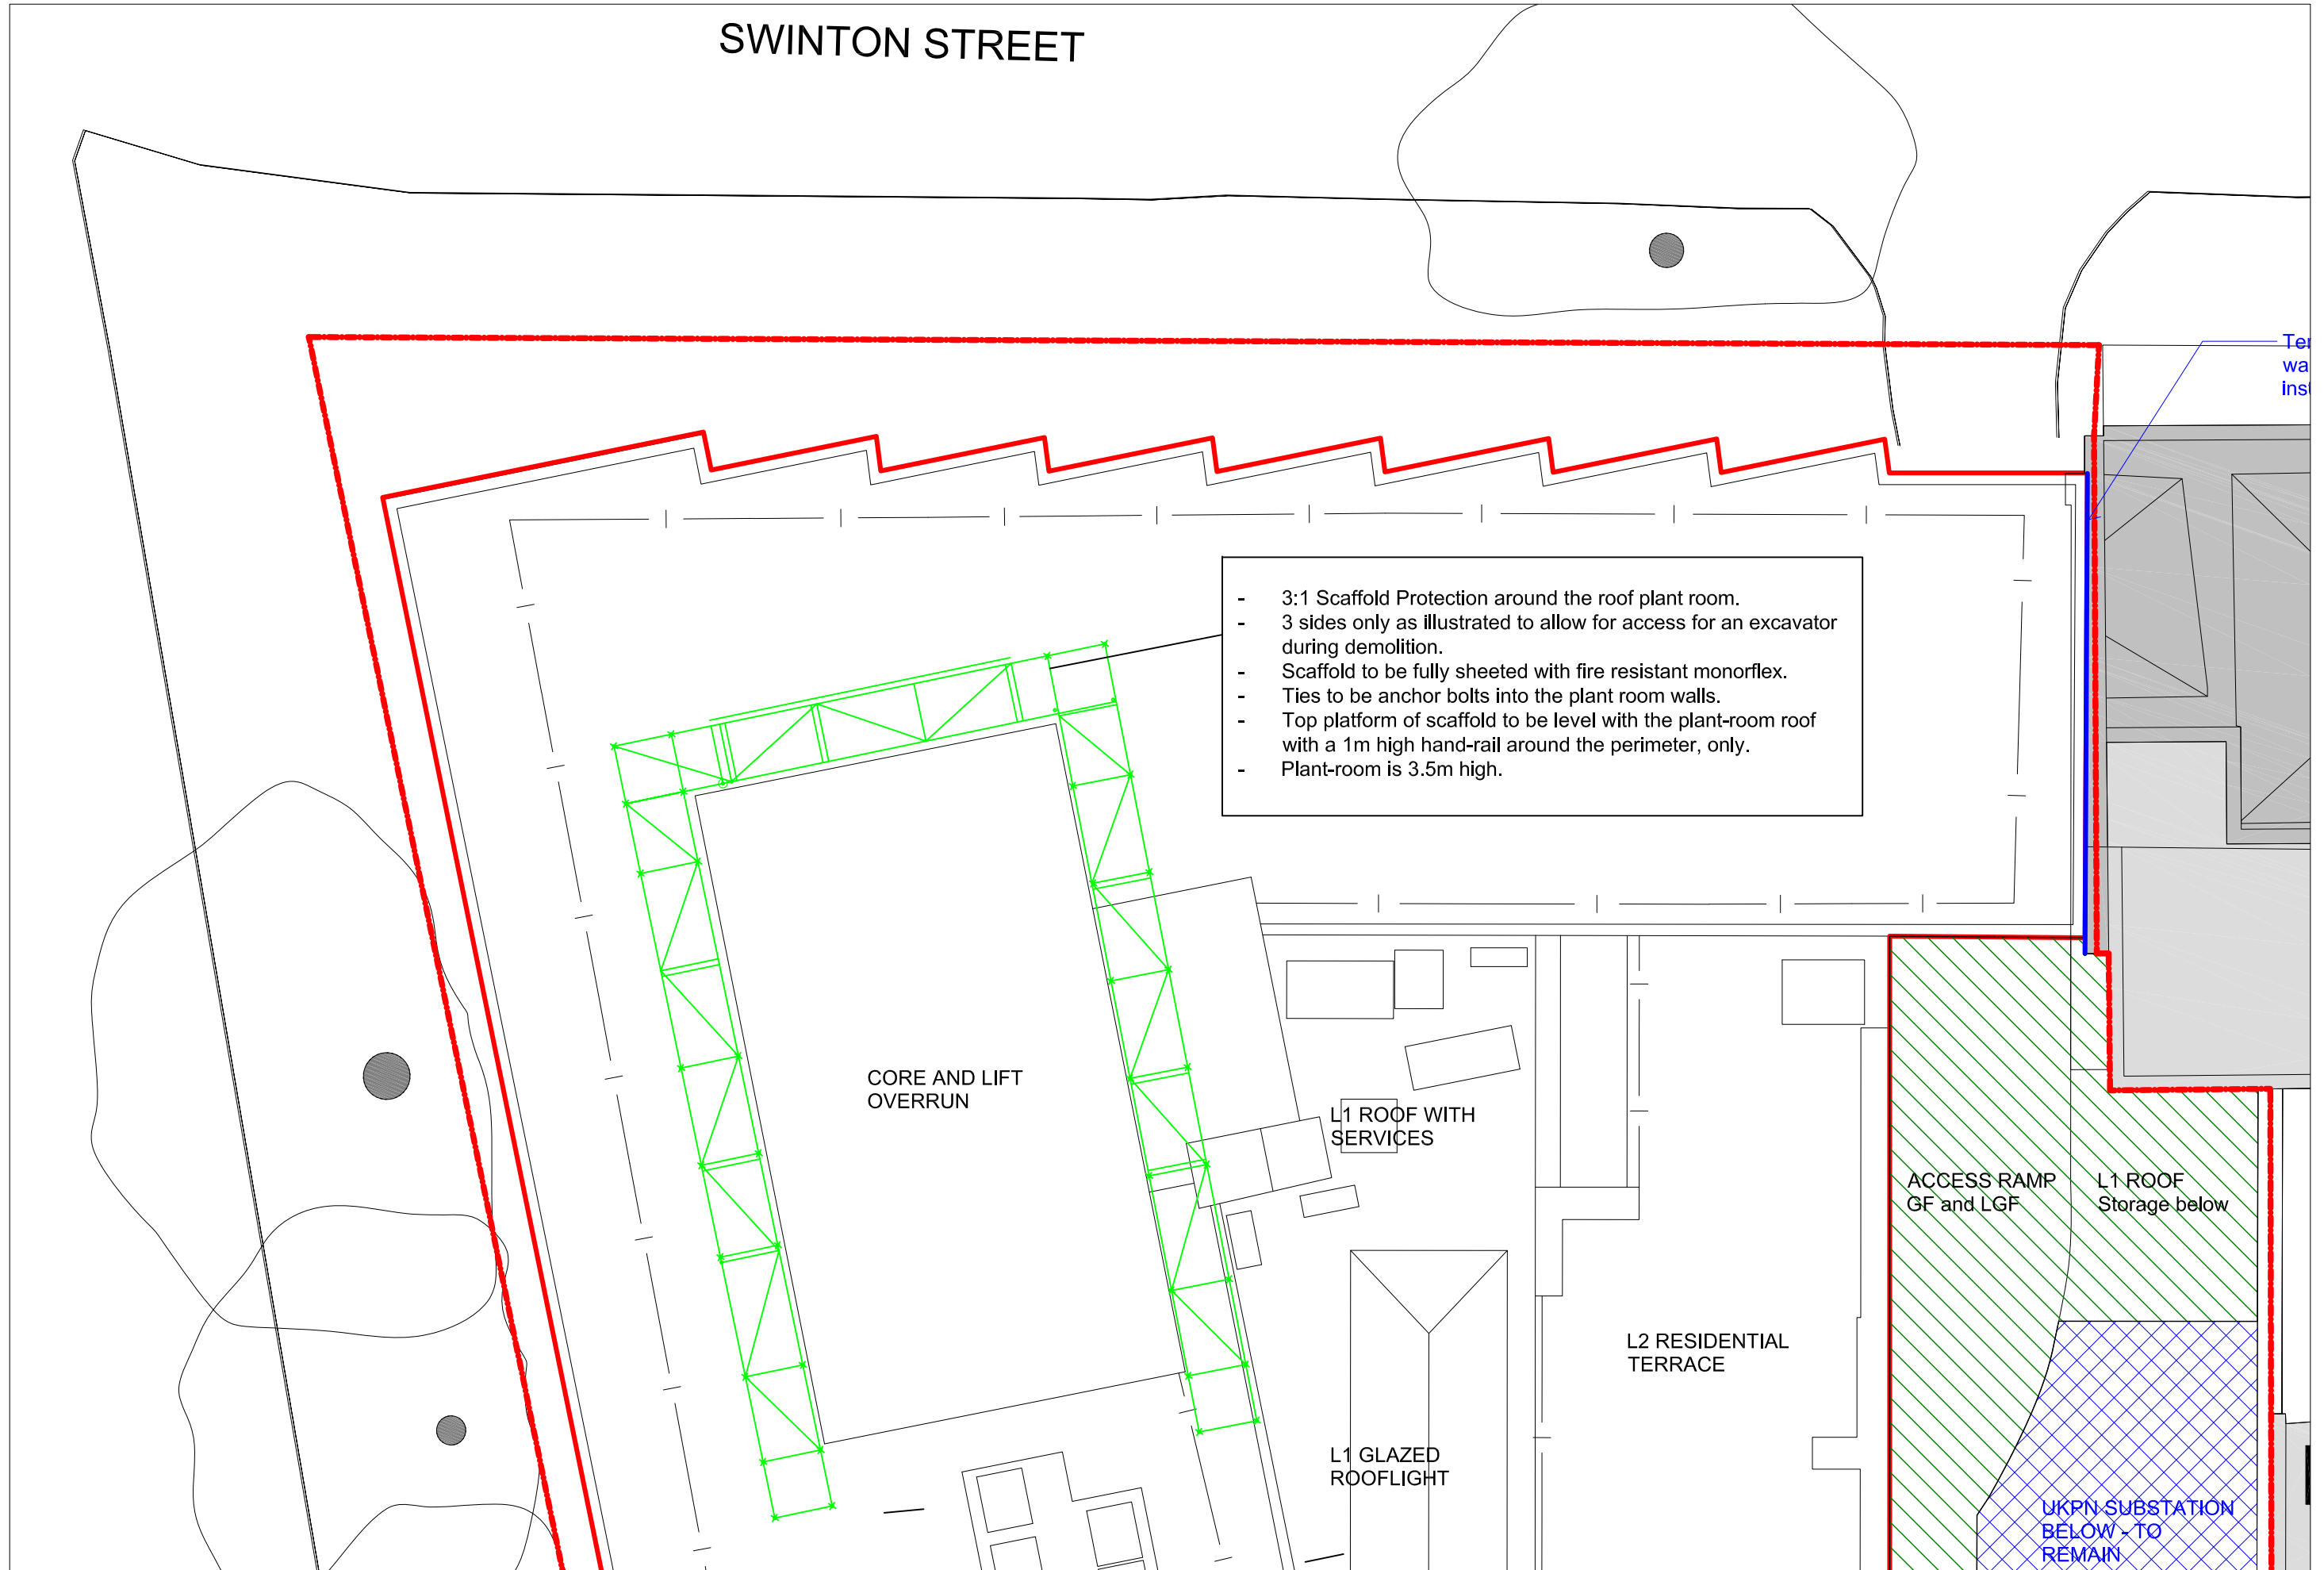 SWINTON STREET
- 3:1 Scaffold Protection around the roof plant room.
- 3 sides only as illustrated to allow for access for an excavator
during demolition.
- Scaffold to be fully sheeted with fire resistant monorflex.
- Ties to be anchor bolts into the plant room walls.
- Top platform of scaffold to be level with the plant-room roof
with a 1m high hand-rail around the perimeter, only.
- Plant-room is 3.5m high.
CORE AND LIFT
OVERRUN
L1 ROOF WITH
SERVICES
ACCESS RAMP
GF and LGF
L1 ROOF
Storage below
L2 RESIDENTIAL
TERRACE
L1 GLAZED
ROOFLIGHT
UKPN SUBSTATION
BELOW - TO
REMAIN